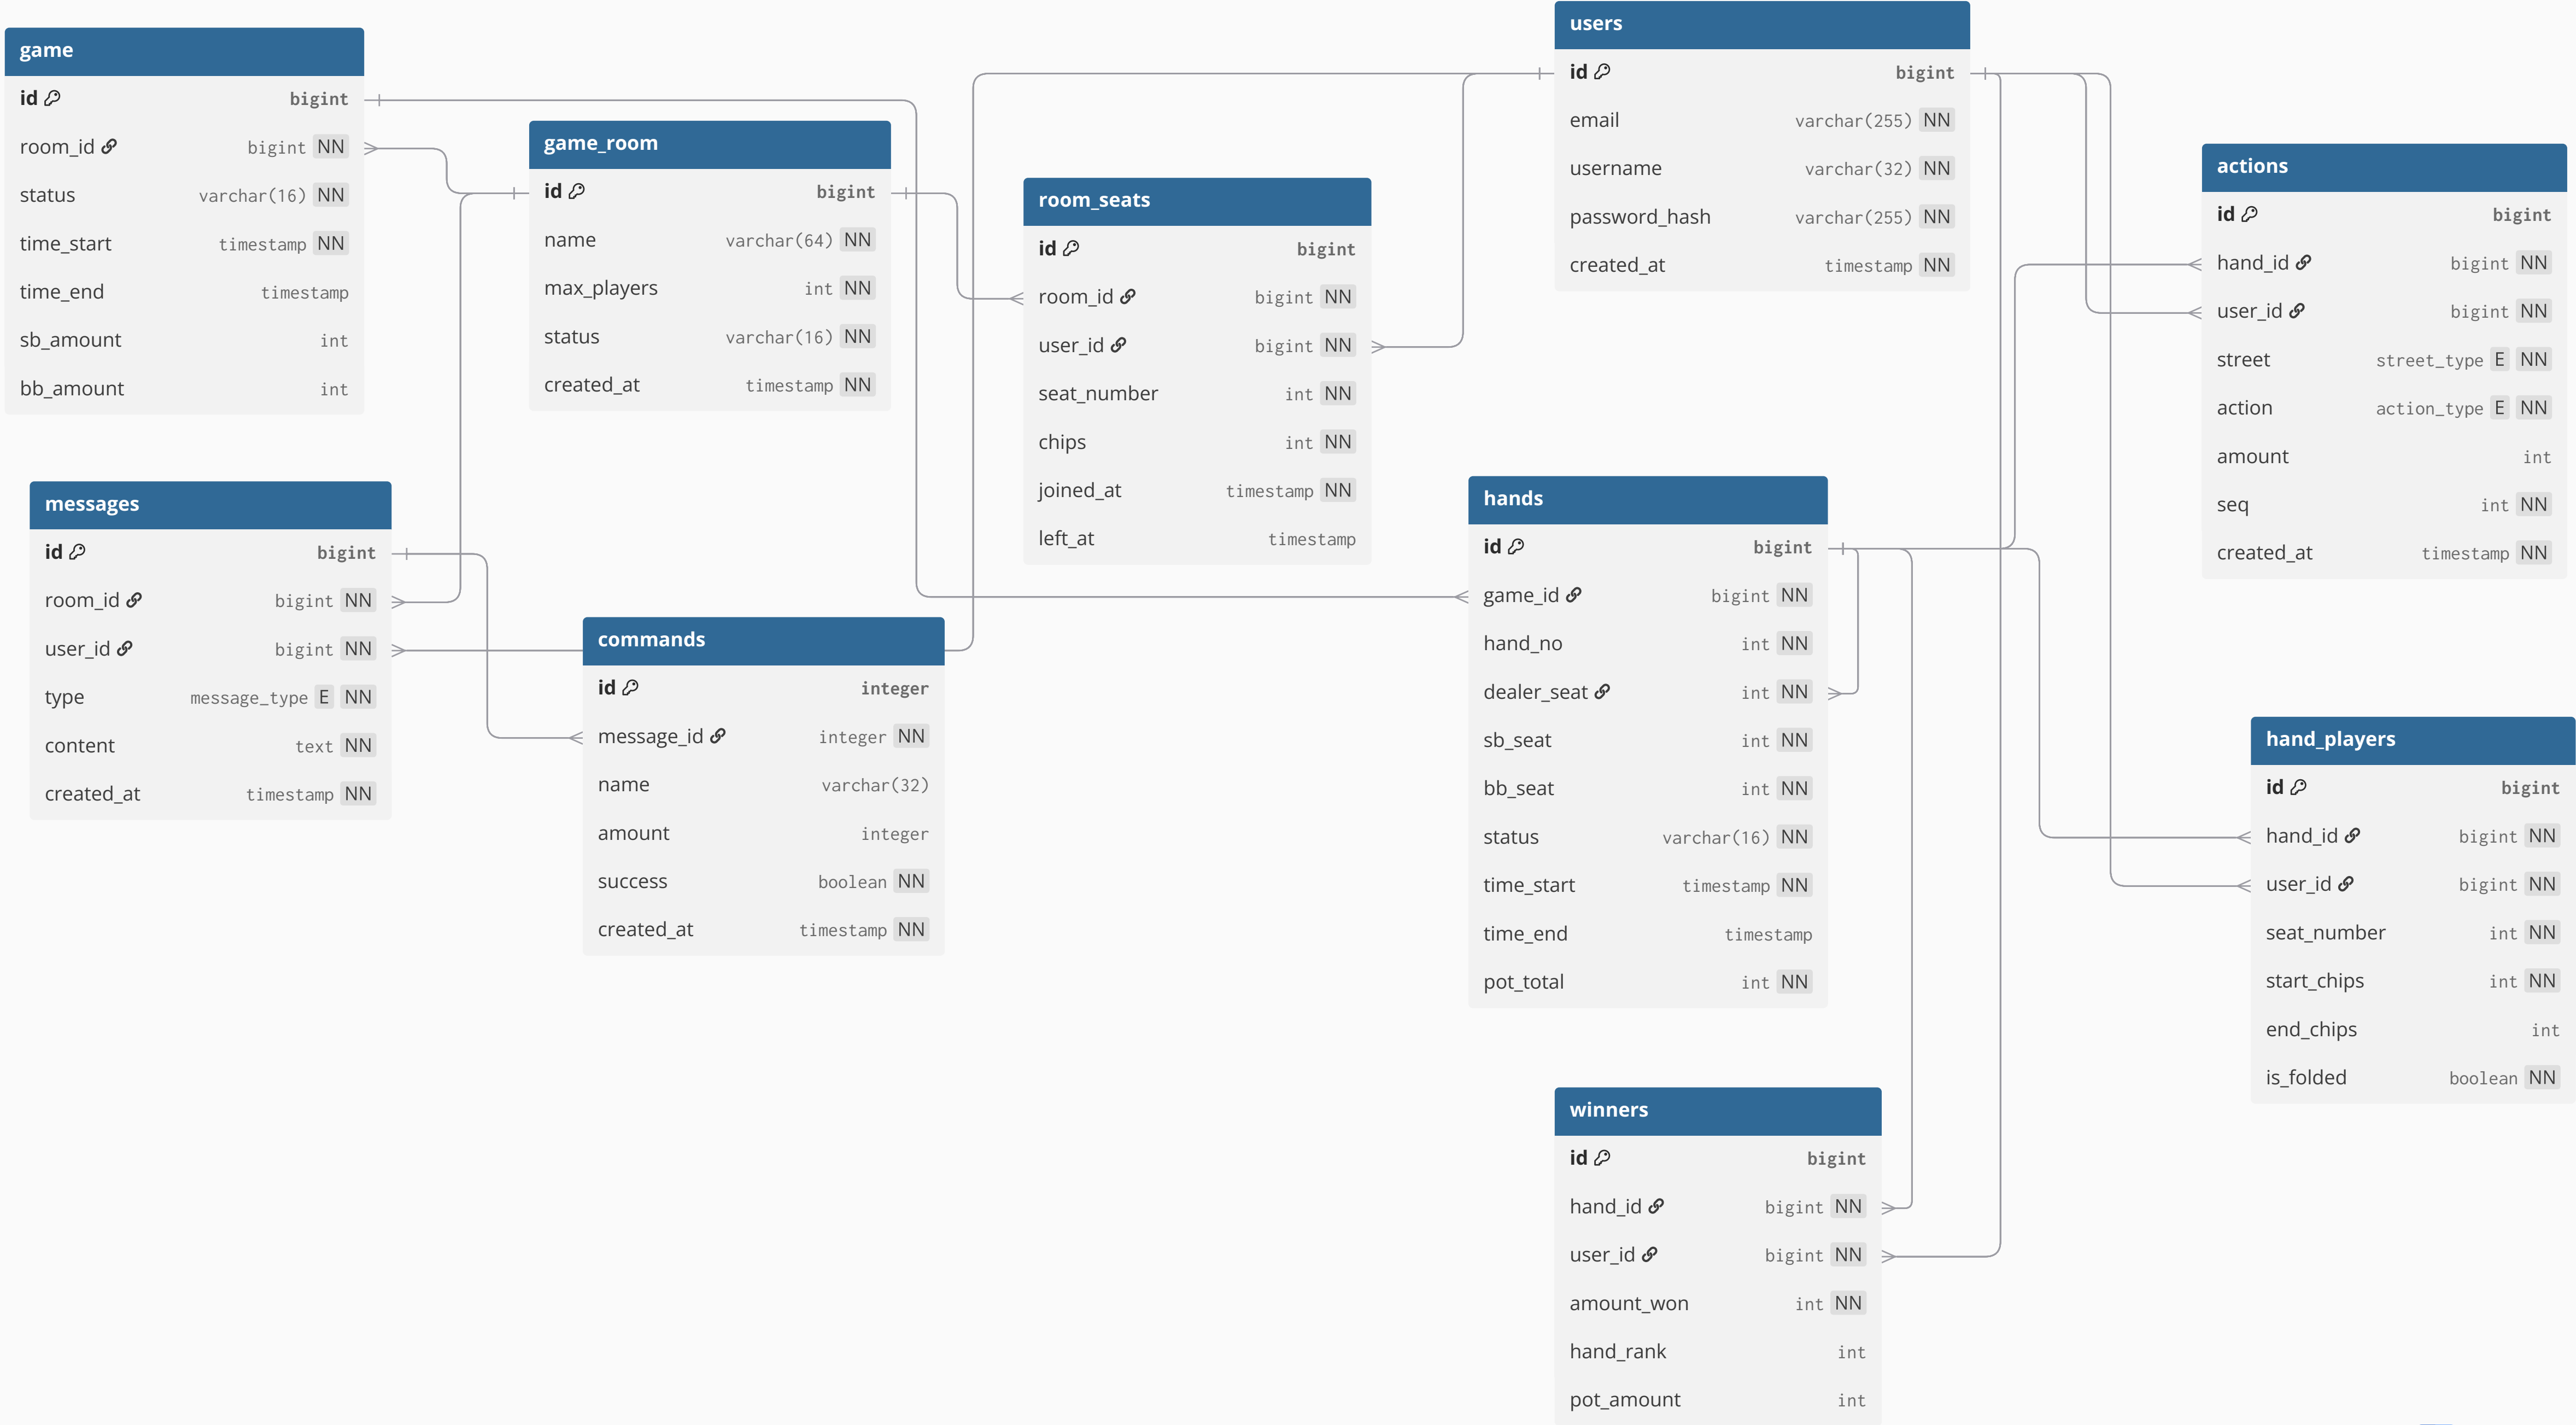 game
id bigint
room_id bigint NN
status varchar(16) NN
time_start timestamp NN
time_end timestamp
sb_amount int
bb_amount int
game_room
id bigint
name varchar(64) NN
max_players int NN
status varchar(16) NN
created_at timestamp NN
room_seats
id bigint
room_id bigint NN
user_id bigint NN
seat_number int NN
chips int NN
joined_at timestamp NN
left_at timestamp
users
id bigint
email varchar(255) NN
username varchar(32) NN
password_hash varchar(255) NN
created_at timestamp NN
actions
id bigint
hand_id bigint NN
user_id bigint NN
street street_type E NN
action action_type E NN
amount int
seq int NN
created_at timestamp NN
messages
id bigint
room_id bigint NN
user_id bigint NN
type message_type E NN
content text NN
created_at timestamp NN
commands
id integer
message_id integer NN
name varchar(32)
amount integer
success boolean NN
created_at timestamp NN
hands
id bigint
game_id bigint NN
hand_no int NN
dealer_seat int NN
sb_seat int NN
bb_seat int NN
status varchar(16) NN
time_start timestamp NN
time_end timestamp
pot_total int NN
hand_players
id bigint
hand_id bigint NN
user_id bigint NN
seat_number int NN
start_chips int NN
end_chips int
is_folded boolean NN
winners
id bigint
hand_id bigint NN
user_id bigint NN
amount_won int NN
hand_rank int
pot_amount int